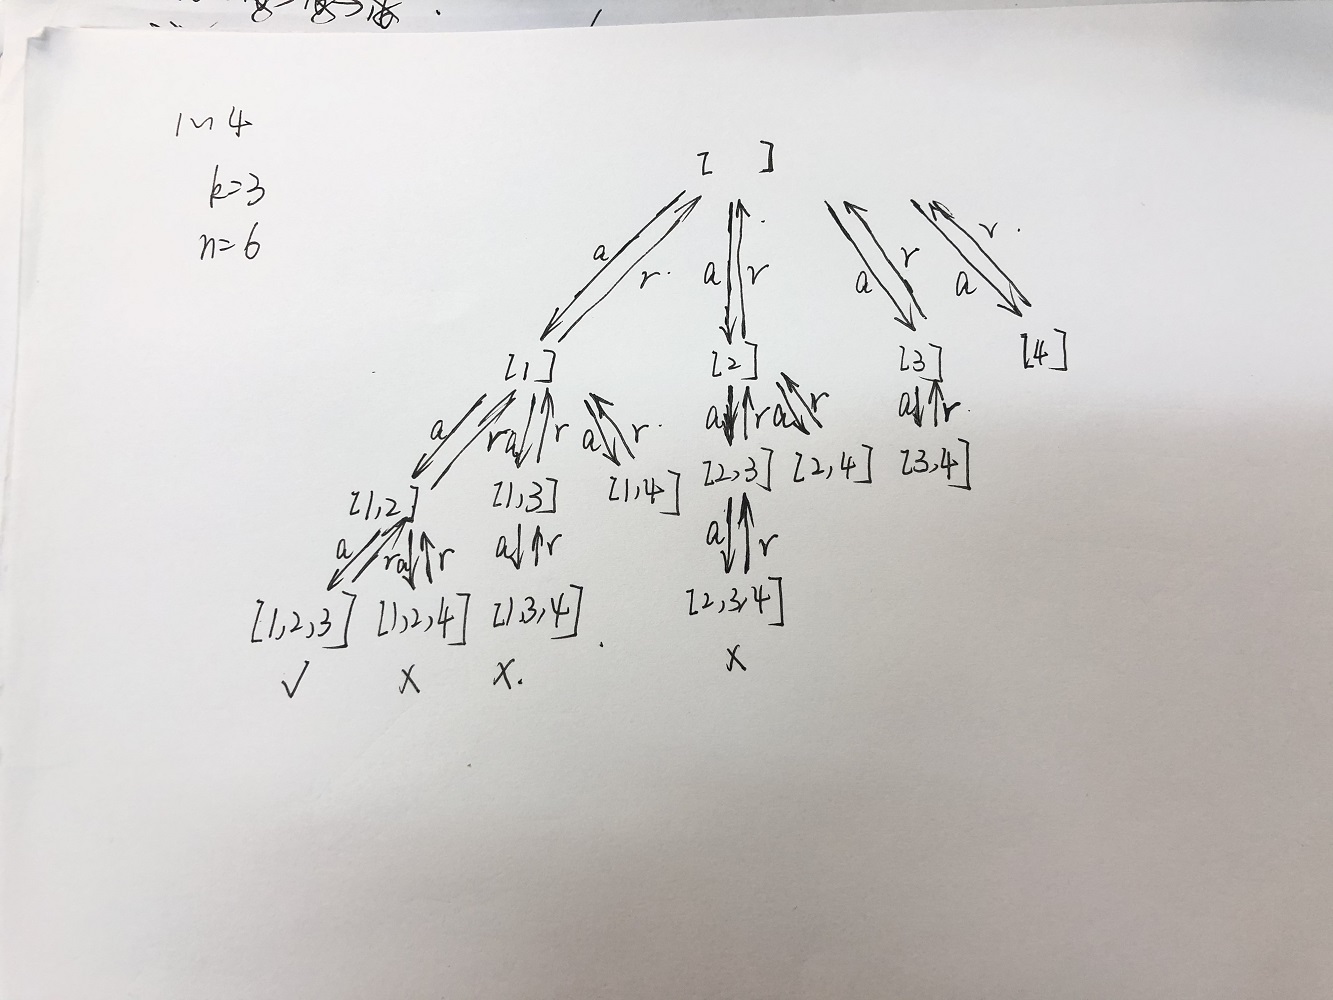 1~4
k=3
n=6
[ ]
a r. a r a r a r.
[1] [2] [3] [4]
a r a r a r. a r a r a r.
[1,2] [1,3] [1,4] [2,3] [2,4] [3,4]
a r a r a r a r
[1,2,3] [1,2,4] [1,3,4] [2,3,4]
✓ x x. x